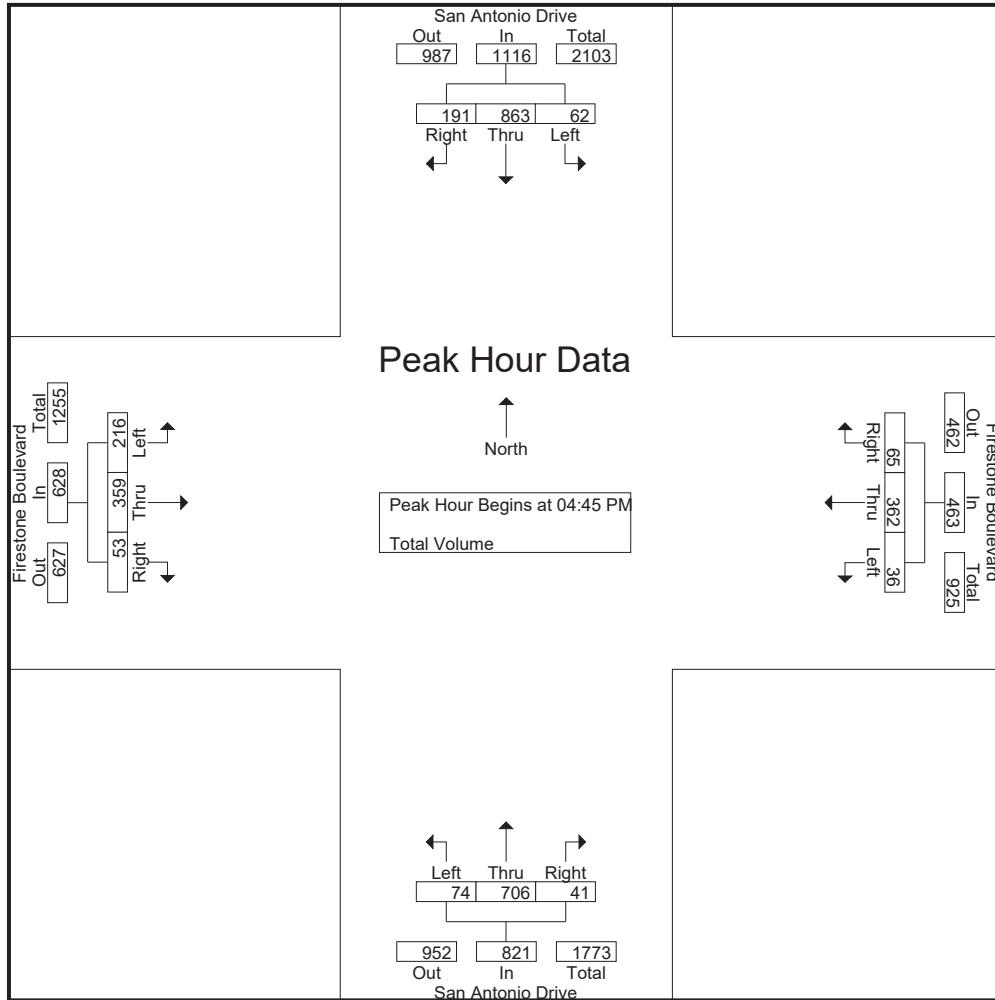 San Antonio Drive
Out In Total
987 1116 2103
191 863 62
Right Thru Left
Peak Hour Data
North
Peak Hour Begins at 04:45 PM
Total Volume
Firestone Boulevard
Out In Total
627 628 1255
Right Thru Left
53 359 216
Firestone Boulevard
Out In Total
462 463 925
Right Thru Left
65 362 36
Left Thru Right
74 706 41
952 821 1773
Out In Total
San Antonio Drive